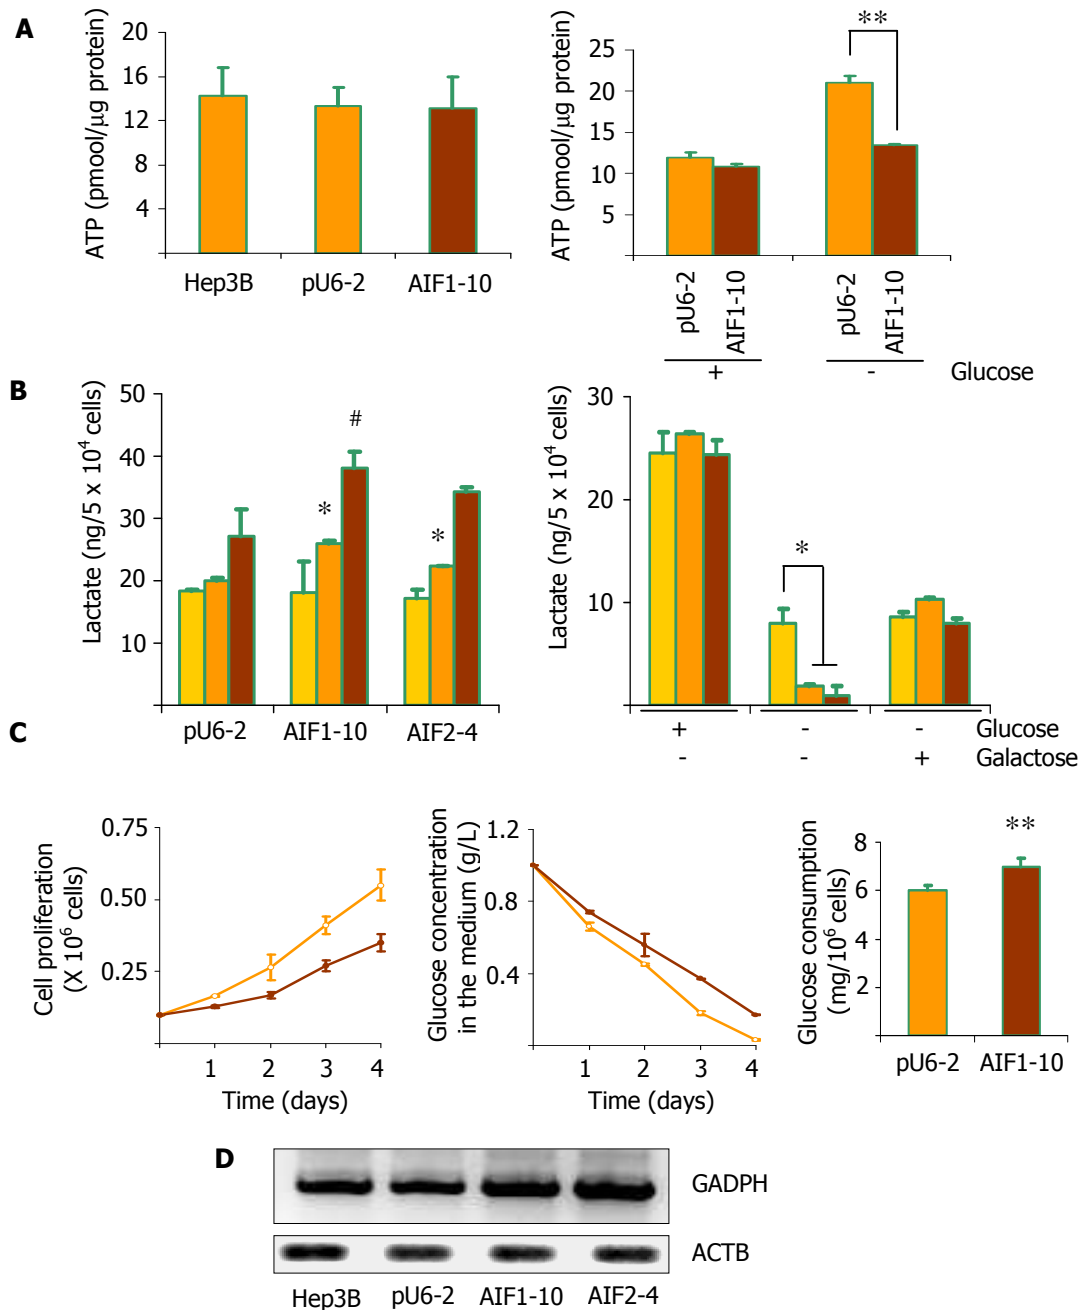 A
ATP (pmool/µg protein)
20
16
12
8
4
Hep3B
pU6-2
AIF1-10
ATP (pmool/µg protein)
25
20
15
10
5
**
pU6-2
AIF1-10
pU6-2
AIF1-10
+
-
Glucose
B
Lactate (ng/5 x 10⁴ cells)
50
40
30
20
10
*
#
*
pU6-2
AIF1-10
AIF2-4
Lactate (ng/5 x 10⁴ cells)
30
20
10
*
+ - - Glucose
- - + Galactose
C
Cell proliferation
(X 10⁶ cells)
0.75
0.50
0.25
1 2 3 4
Time (days)
Glucose concentration
in the medium (g/L)
1.2
0.8
0.4
1 2 3 4
Time (days)
Glucose consumption
(mg/10⁶ cells)
8
6
4
2
**
pU6-2
AIF1-10
D
GADPH
ACTB
Hep3B
pU6-2
AIF1-10
AIF2-4